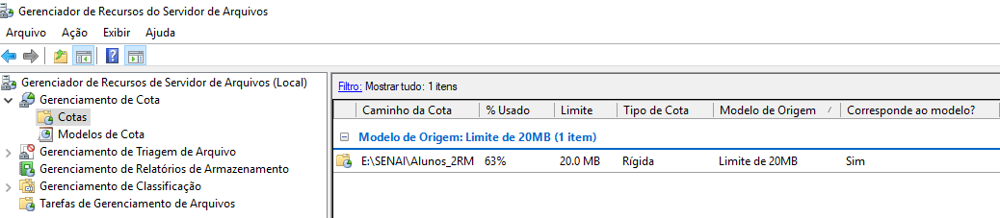 Gerenciador de Recursos do Servidor de Arquivos
Arquivo Ação Exibir Ajuda
Gerenciador de Recursos de Servidor de Arquivos (Local)
Gerenciamento de Cota
Cotas
Modelos de Cota
Gerenciamento de Triagem de Arquivo
Gerenciamento de Relatórios de Armazenamento
Gerenciamento de Classificação
Tarefas de Gerenciamento de Arquivos
Filtro: Mostrar tudo: 1 itens
Caminho da Cota % Usado Limite Tipo de Cota Modelo de Origem Corresponde ao modelo?
Modelo de Origem: Limite de 20MB (1 item)
E:\SENAI\Alunos_2RM 63% 20.0 MB Rígida Limite de 20MB Sim